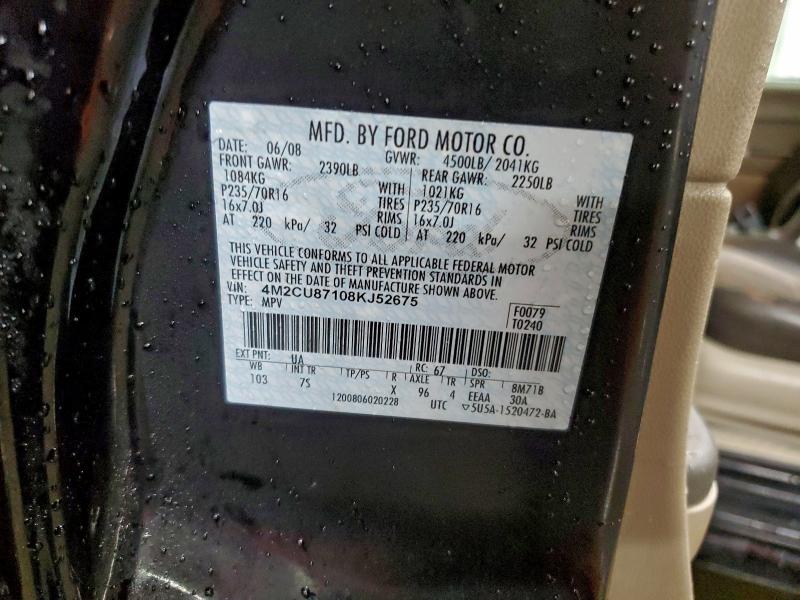 MFD. BY FORD MOTOR CO.
DATE: 06/08 GVWR: 4500LB/ 2041KG
FRONT GAWR: 2390LB REAR GAWR: 2250LB
1084KG WITH 1021KG WITH
P235/70R16 TIRES P235/70R16 TIRES
16x7.0J RIMS 16x7.0J RIMS
AT 220 kPa/ 32 PSI COLD AT 220 kPa/ 32 PSI COLD
THIS VEHICLE CONFORMS TO ALL APPLICABLE FEDERAL MOTOR
VEHICLE SAFETY AND THEFT PREVENTION STANDARDS IN
EFFECT ON THE DATE OF MANUFACTURE SHOWN ABOVE.
VIN: 4M2CU87108KJ52675
TYPE: MPV
F0079
T0240
EXT PNT: UA RC: 67 DSO:
WB INT TR TP/PS R AXLE TR SPR 8M71B
103 7S X 96 4 EEAA 30A
1200806020228 UTC ▽5U5A-1520472-BA